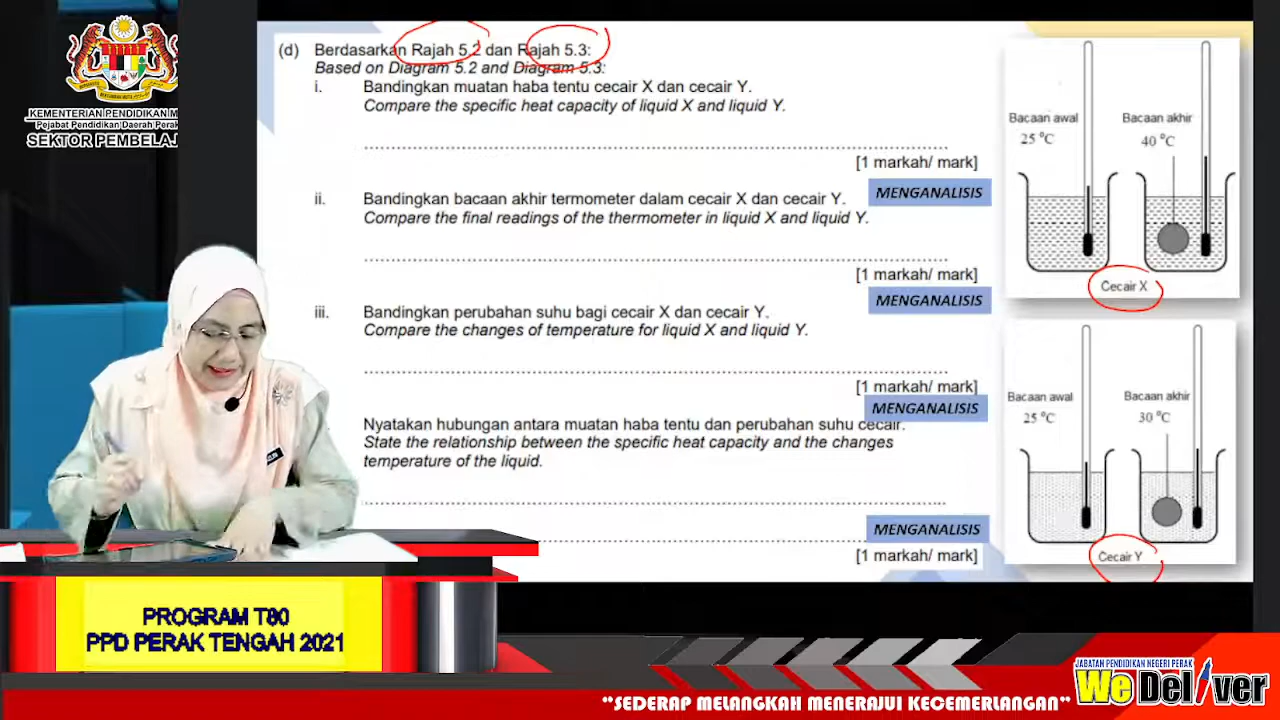 KEMENTERIAN PENDIDIKAN M
Pejabat Pendidikan Daerah Perak
SEKTOR PEMBELAJ
(d) Berdasarkan Rajah 5.2 dan Rajah 5.3:
Based on Diagram 5.2 and Diagram 5.3:
i. Bandingkan muatan haba tentu cecair X dan cecair Y.
Compare the specific heat capacity of liquid X and liquid Y.
[1 markah/ mark]
MENGANALISIS
ii. Bandingkan bacaan akhir termometer dalam cecair X dan cecair Y.
Compare the final readings of the thermometer in liquid X and liquid Y.
[1 markah/ mark]
MENGANALISIS
iii. Bandingkan perubahan suhu bagi cecair X dan cecair Y.
Compare the changes of temperature for liquid X and liquid Y.
[1 markah/ mark]
MENGANALISIS
Nyatakan hubungan antara muatan haba tentu dan perubahan suhu cecair.
State the relationship between the specific heat capacity and the changes
temperature of the liquid.
MENGANALISIS
[1 markah/ mark]
Bacaan awal
25 °C
Bacaan akhir
40 °C
Cecair X
Bacaan awal
25 °C
Bacaan akhir
30 °C
Cecair Y
PROGRAM T80
PPD PERAK TENGAH 2021
JABATAN PENDIDIKAN NEGERI PERAK
We Deliver
"SEDERAP MELANGKAH MENERAJUI KECEMERLANGAN"